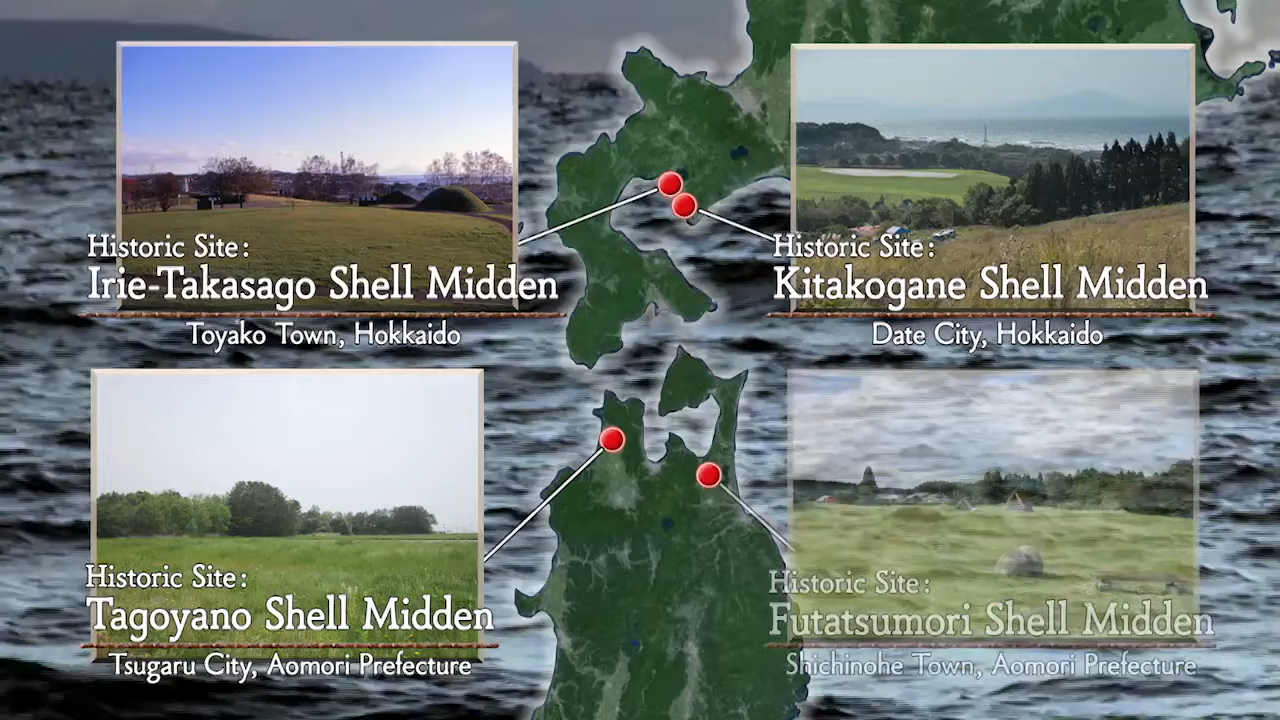 Historic Site:
Irie-Takasago Shell Midden
Toyako Town, Hokkaido
Historic Site:
Kitakogane Shell Midden
Date City, Hokkaido
Historic Site:
Tagoyano Shell Midden
Tsugaru City, Aomori Prefecture
Historic Site:
Futatsumori Shell Midden
Shichinohe Town, Aomori Prefecture